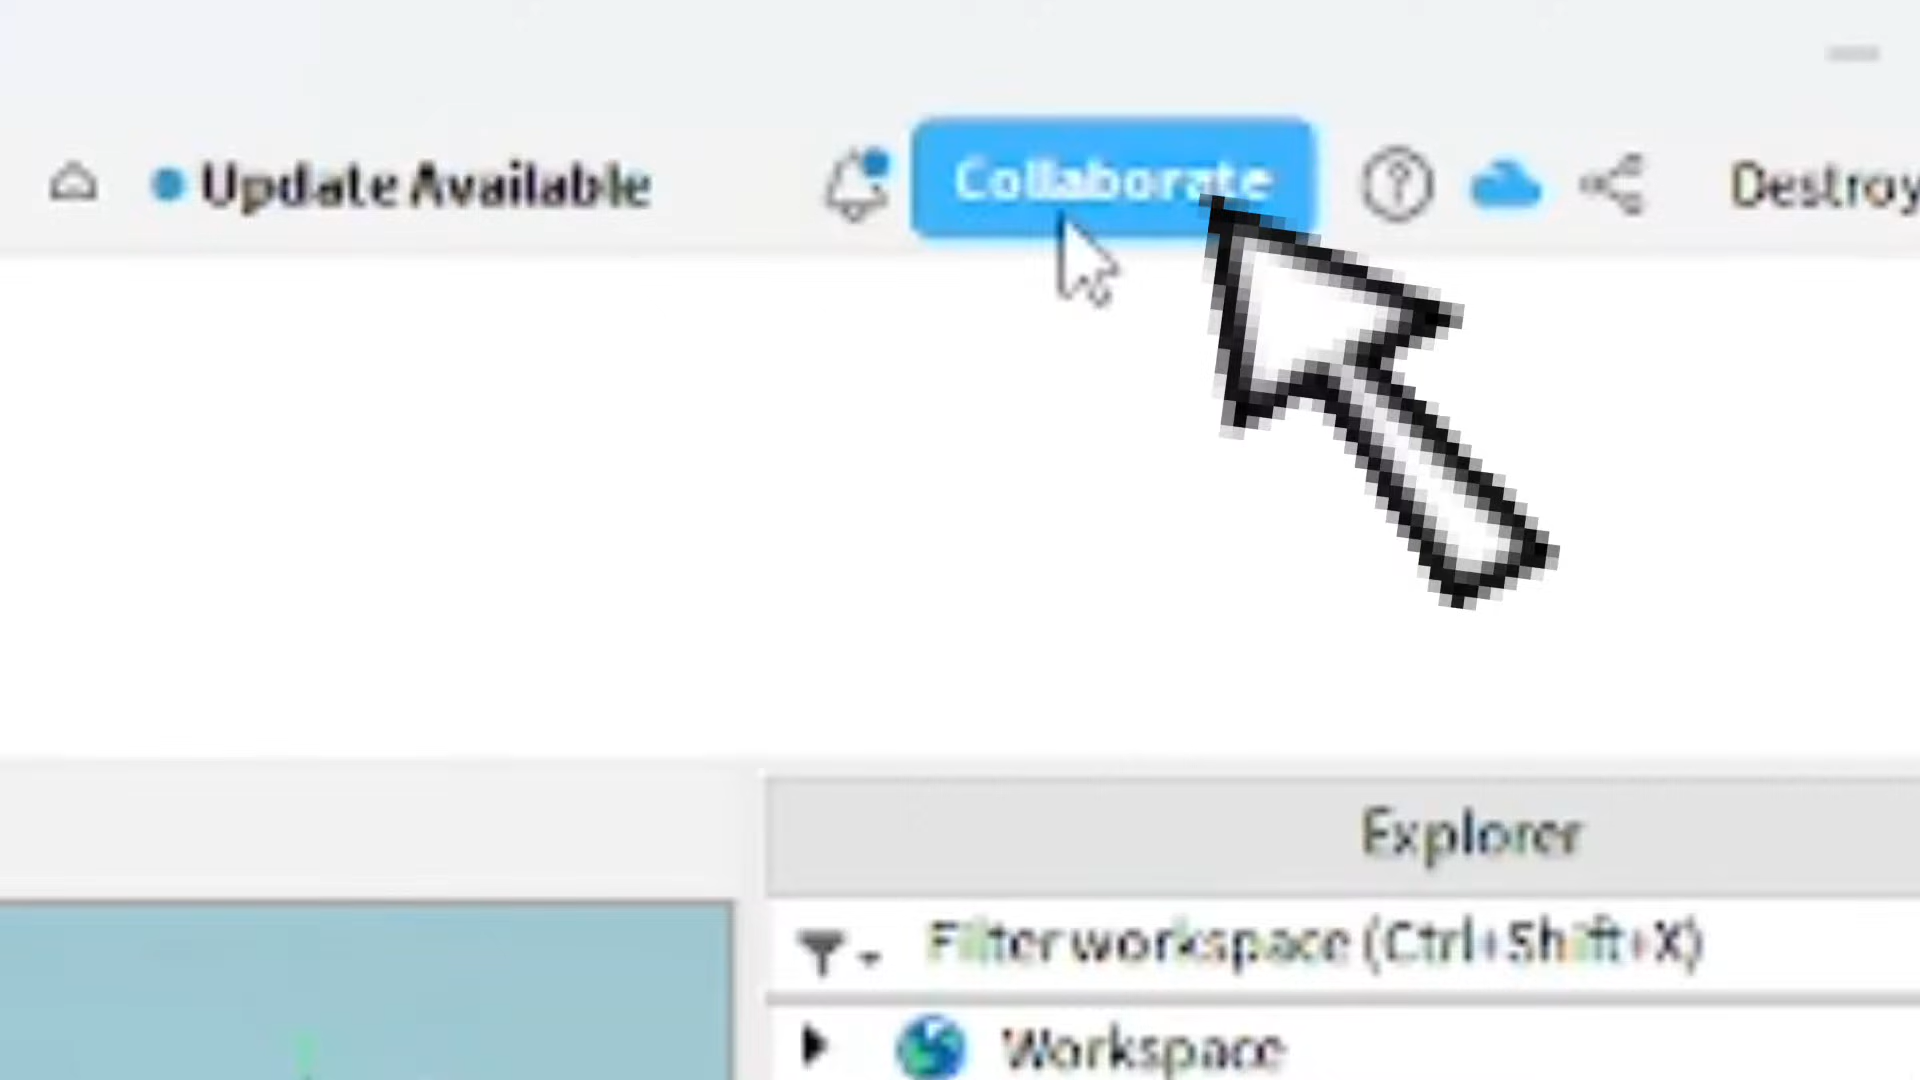 Update Available
Collaborate
Destroy
Explorer
Filter workspace (Ctrl+Shift+X)
Workspace